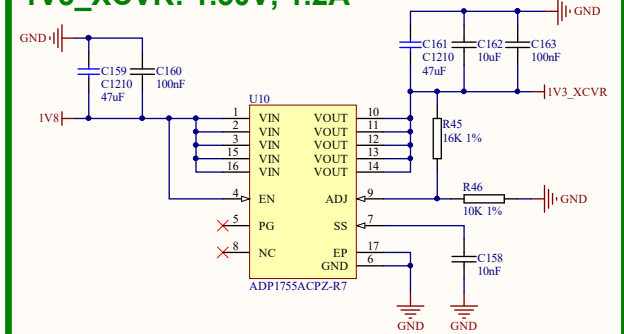 1V3_XCVR: 1.30V, 1.2A
GND
C159
C1210
47uF
C160
100nF
1V8
C161
C1210
47uF
C162
10uF
C163
100nF
GND
1V3_XCVR
U10
1 VIN VOUT 10
2 VIN VOUT 11
3 VIN VOUT 12
15 VIN VOUT 13
16 VIN VOUT 14
4 EN ADJ 9
5 PG SS 7
8 NC EP 17
GND 6
ADP1755ACPZ-R7
R45
16K 1%
R46
10K 1%
GND
C158
10nF
GND
GND